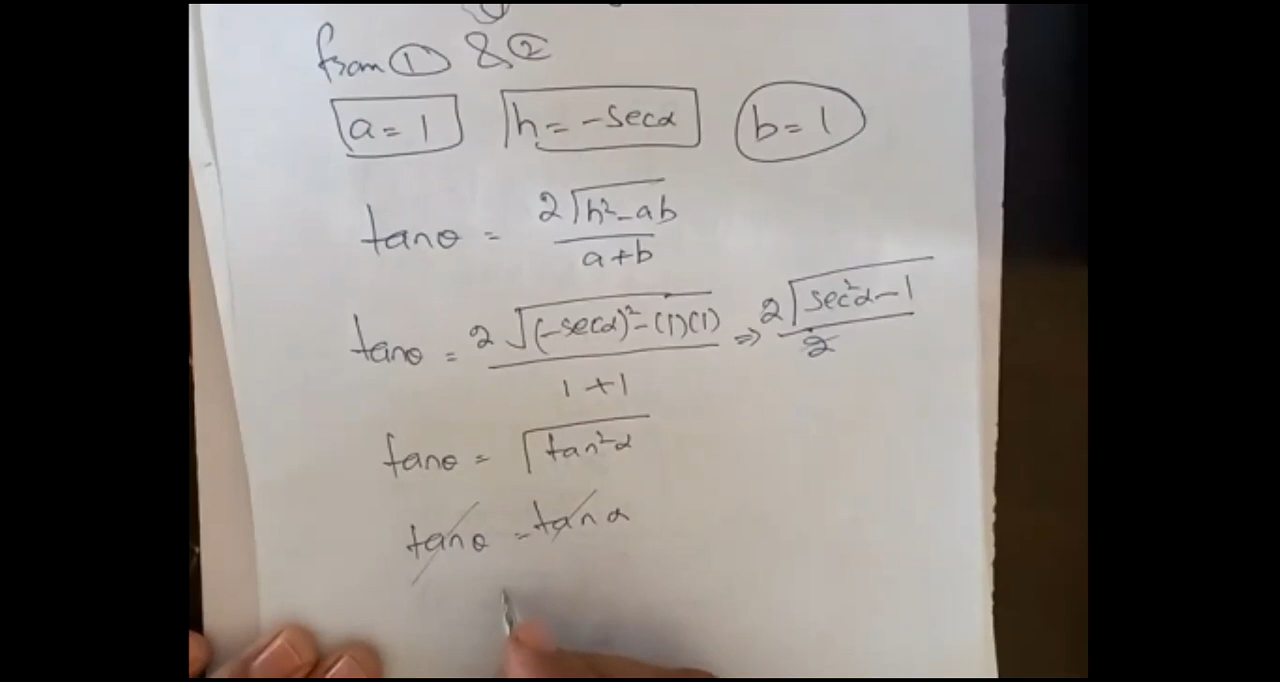 from ① & ②
a = 1 h = -secα b = 1
tanθ = 2√(h²-ab) / a+b
tanθ = 2√((-secα)²-(1)(1)) / 1+1 ⇒ 2√(sec²α-1) / 2
tanθ = √(tan²α)
tanθ = tanα